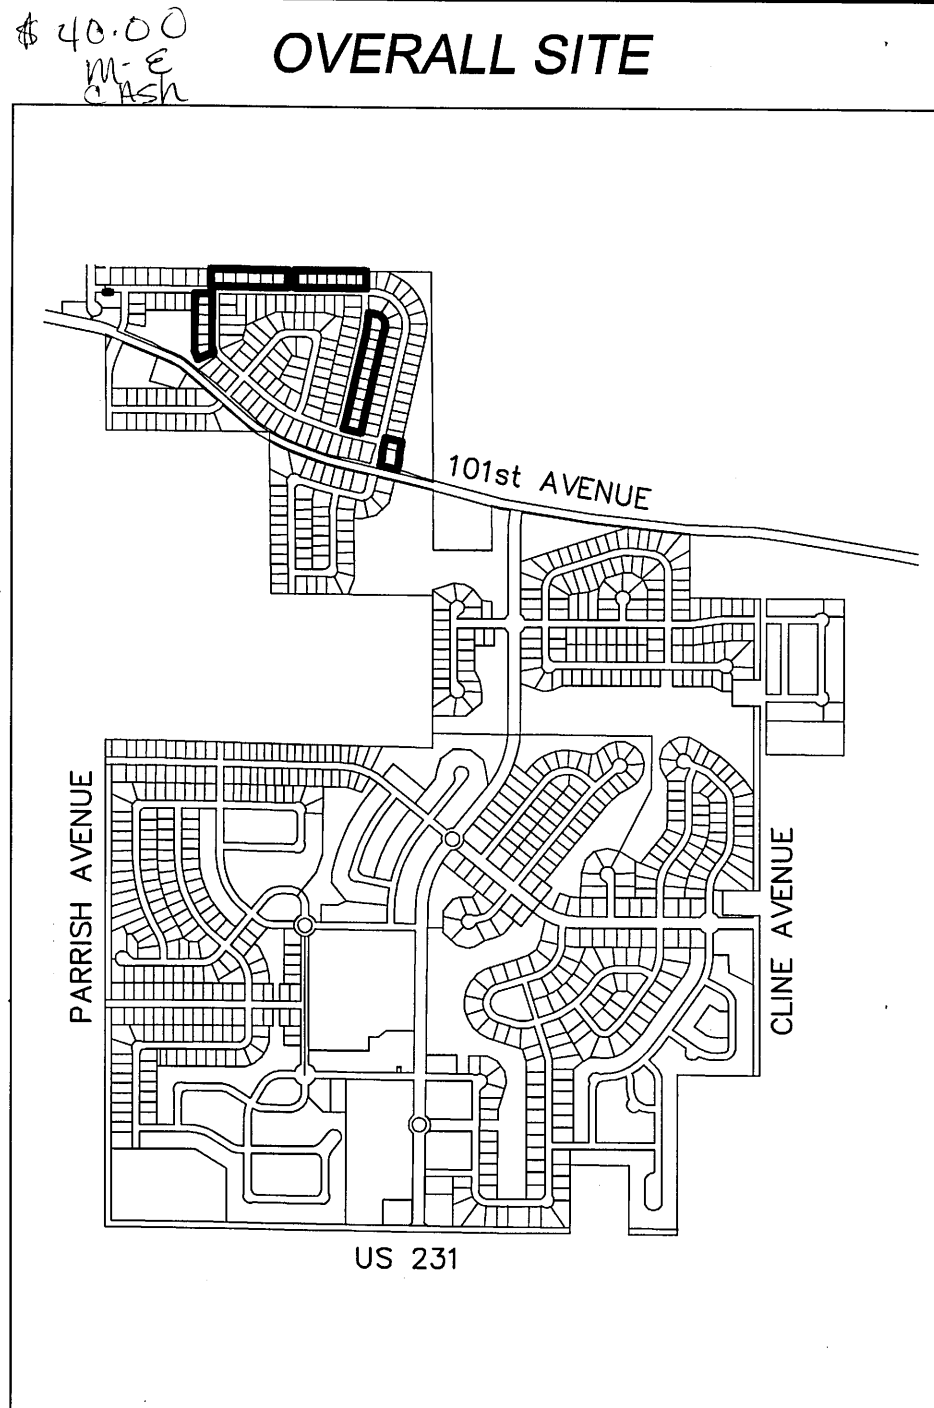 $ 40.00
M-E
CASH
OVERALL SITE
101st AVENUE
PARRISH AVENUE
CLINE AVENUE
US 231